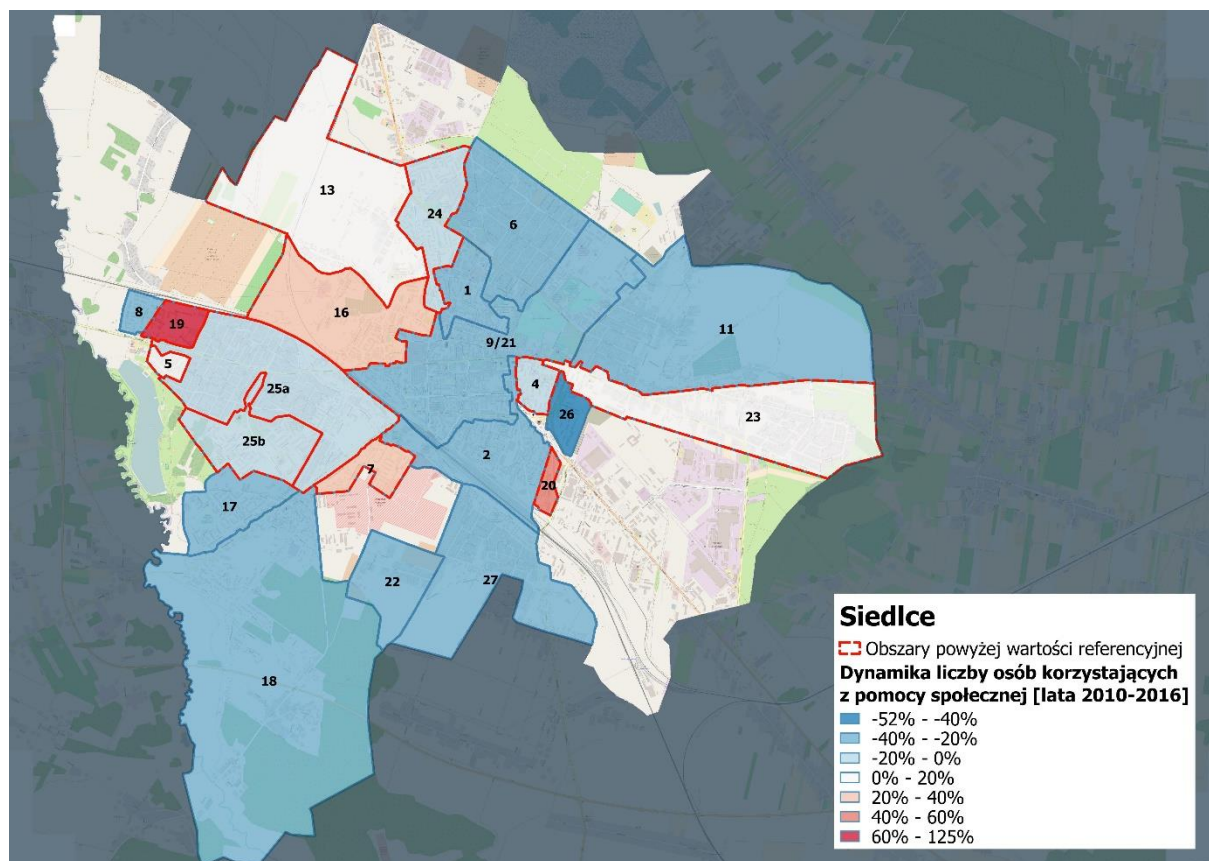 13
24
6
1
16
8
19
9/21
11
5
25a
4
23
26
25b
2
7
20
17
22
27
18
Siedlce
Obszary powyżej wartości referencyjnej
Dynamika liczby osób korzystających
z pomocy społecznej [lata 2010-2016]
-52% - -40%
-40% - -20%
-20% - 0%
0% - 20%
20% - 40%
40% - 60%
60% - 125%